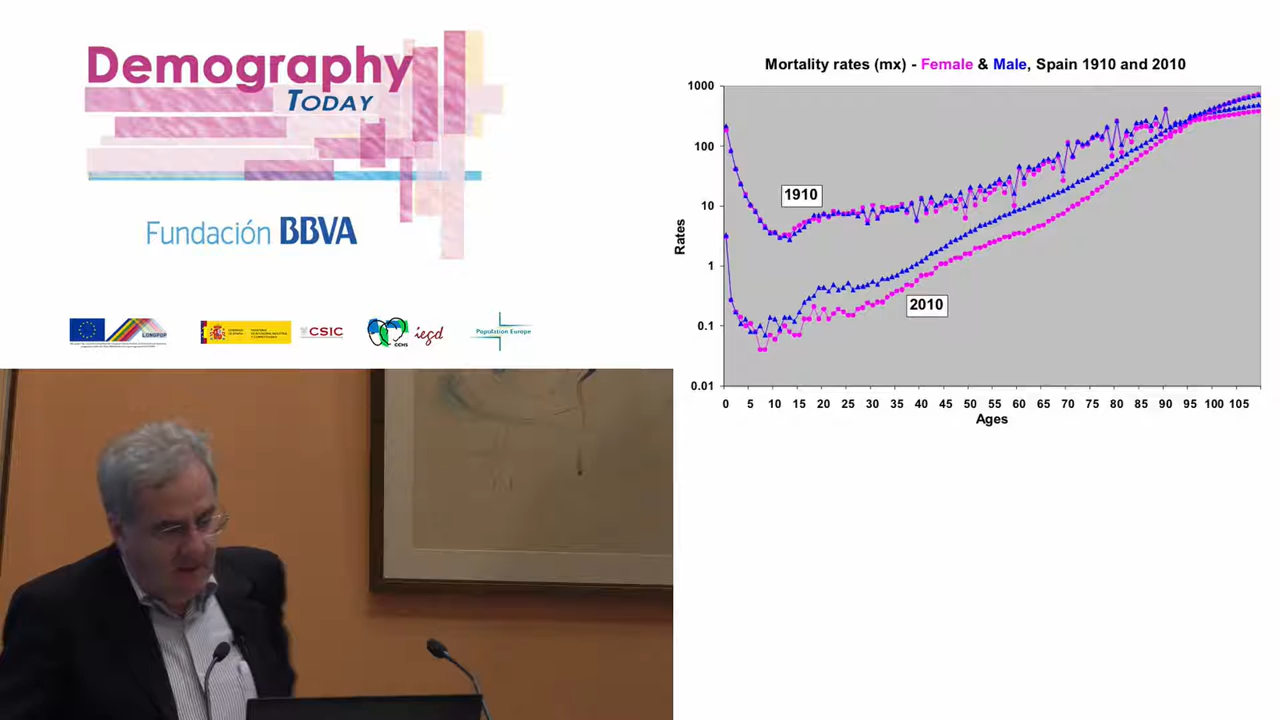 Demography
TODAY
Fundación BBVA
LONGPOP
CSIC
CCHS
iegd
Population Europe
Mortality rates (mx) - Female & Male, Spain 1910 and 2010
1000
100
10
1
0.1
0.01
Rates
1910
2010
0 5 10 15 20 25 30 35 40 45 50 55 60 65 70 75 80 85 90 95 100 105
Ages